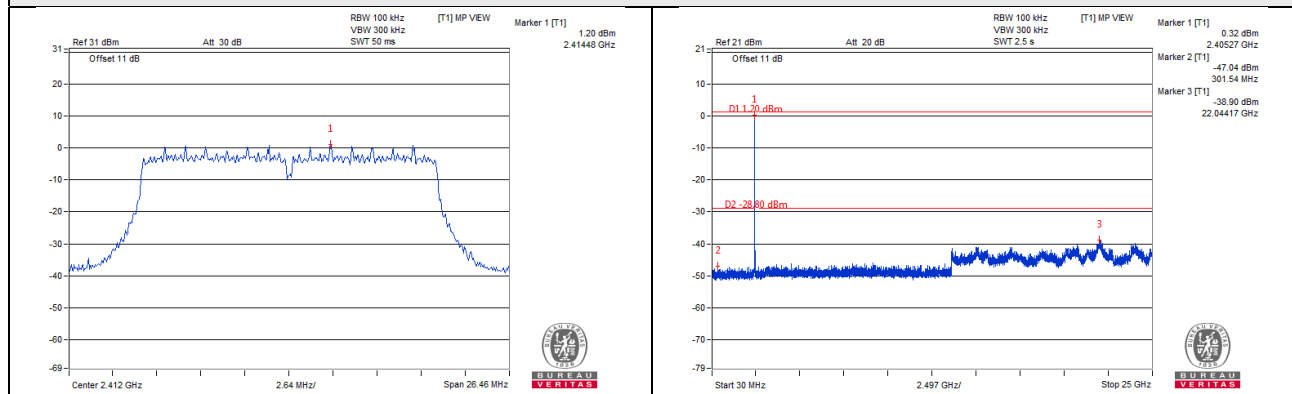 RBW 100 kHz
[T1] MP VIEW
VBW 300 kHz
Ref 31 dBm
Att 30 dB
SWT 50 ms
Marker 1 [T1]
1.20 dBm
2.41448 GHz
Offset 11 dB
31
20
10
0
-10
-20
-30
-40
-50
-60
-69
1
Center 2.412 GHz
2.64 MHz/
Span 26.46 MHz
BUREAU VERITAS
1828
BUREAU
VERITAS
RBW 100 kHz
[T1] MP VIEW
VBW 300 kHz
Ref 21 dBm
Att 20 dB
SWT 2.5 s
Marker 1 [T1]
0.32 dBm
2.40527 GHz
Marker 2 [T1]
-47.04 dBm
301.54 MHz
Marker 3 [T1]
-38.90 dBm
22.04417 GHz
Offset 11 dB
21
10
0
-10
-20
-30
-40
-50
-60
-70
-79
1
D1 1.20 dBm
D2 -28.80 dBm
2
3
Start 30 MHz
2.497 GHz/
Stop 25 GHz
BUREAU VERITAS
1828
BUREAU
VERITAS